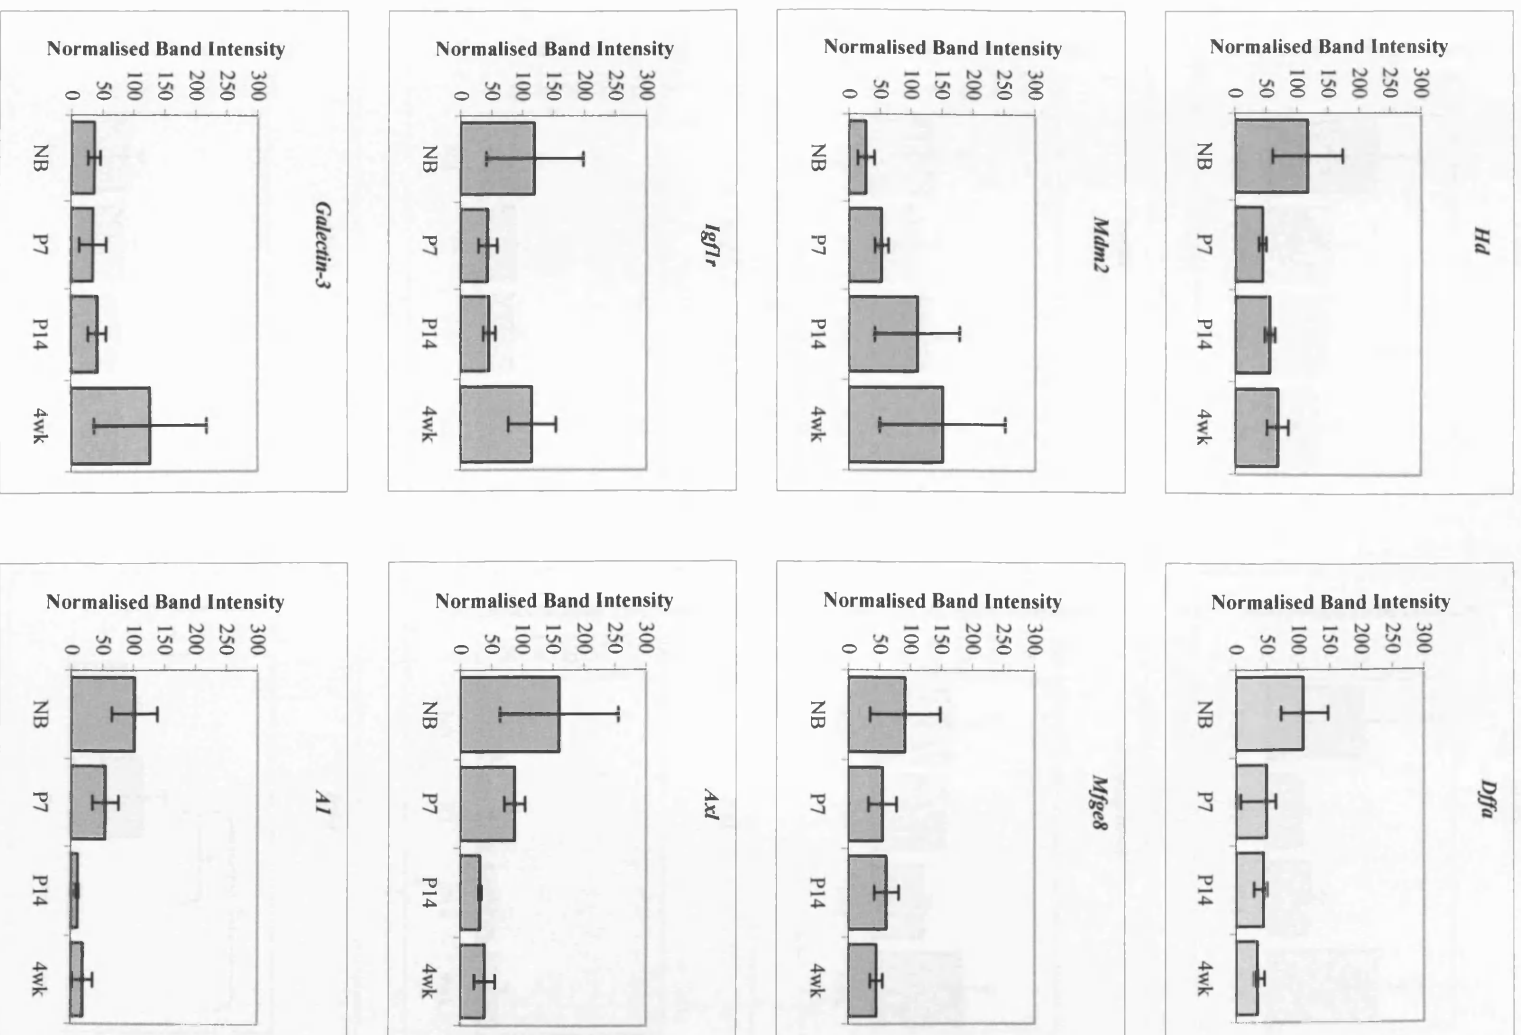 Hd
Normalised Band Intensity
300
250
200
150
100
50
0
NB
P7
P14
4wk
Dffa
Normalised Band Intensity
300
250
200
150
100
50
0
NB
P7
P14
4wk
Mdm2
Normalised Band Intensity
300
250
200
150
100
50
0
NB
P7
P14
4wk
Mfge8
Normalised Band Intensity
300
250
200
150
100
50
0
NB
P7
P14
4wk
Igf1r
Normalised Band Intensity
300
250
200
150
100
50
0
NB
P7
P14
4wk
Axl
Normalised Band Intensity
300
250
200
150
100
50
0
NB
P7
P14
4wk
Galectin-3
Normalised Band Intensity
300
250
200
150
100
50
0
NB
P7
P14
4wk
A1
Normalised Band Intensity
300
250
200
150
100
50
0
NB
P7
P14
4wk